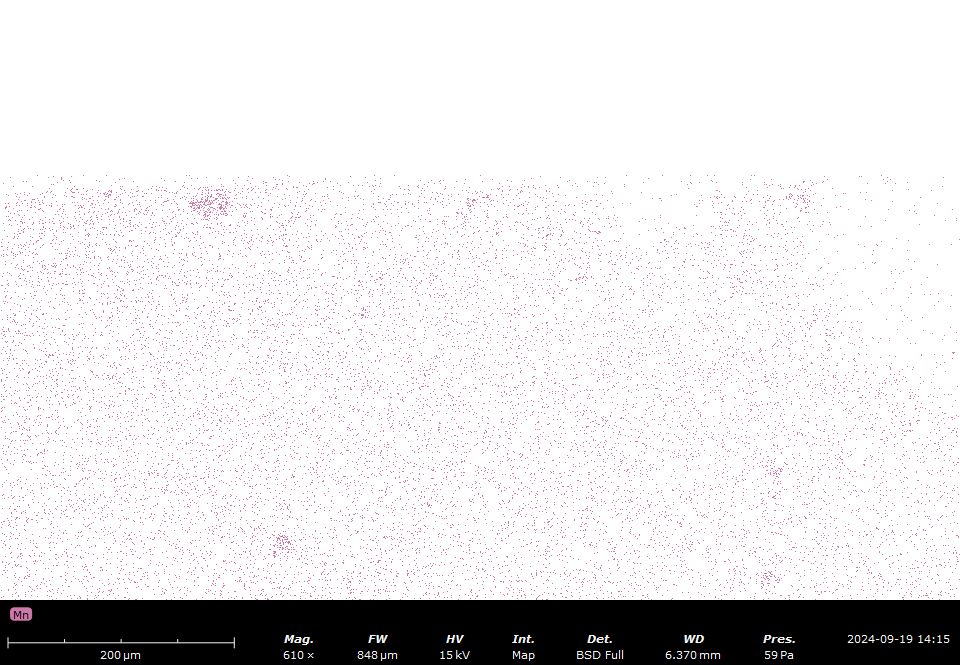 Mn
Mag. FW HV Int. Det. WD Pres. 2024-09-19 14:15
200 µm 610 x 848 µm 15 kV Map BSD Full 6.370 mm 59 Pa